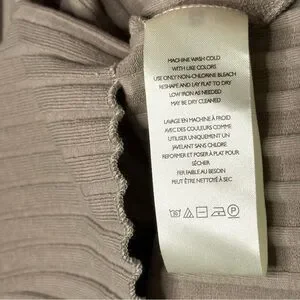 MACHINE WASH COLD
WITH LIKE COLORS
USE ONLY NON-CHLORINE BLEACH
RESHAPE AND LAY FLAT TO DRY
LOW IRON AS NEEDED
MAY BE DRY CLEANED
LAVAGE EN MACHINE À FROID
AVEC DES COULEURS COMME
UTILISER UNIQUEMENT UN
JAVELANT SANS CHLORE
REFORMER ET POSER À PLAT POUR
SÉCHER
FER FAIBLE AU BESOIN
PEUT ÊTRE NETTOYÉ À SEC